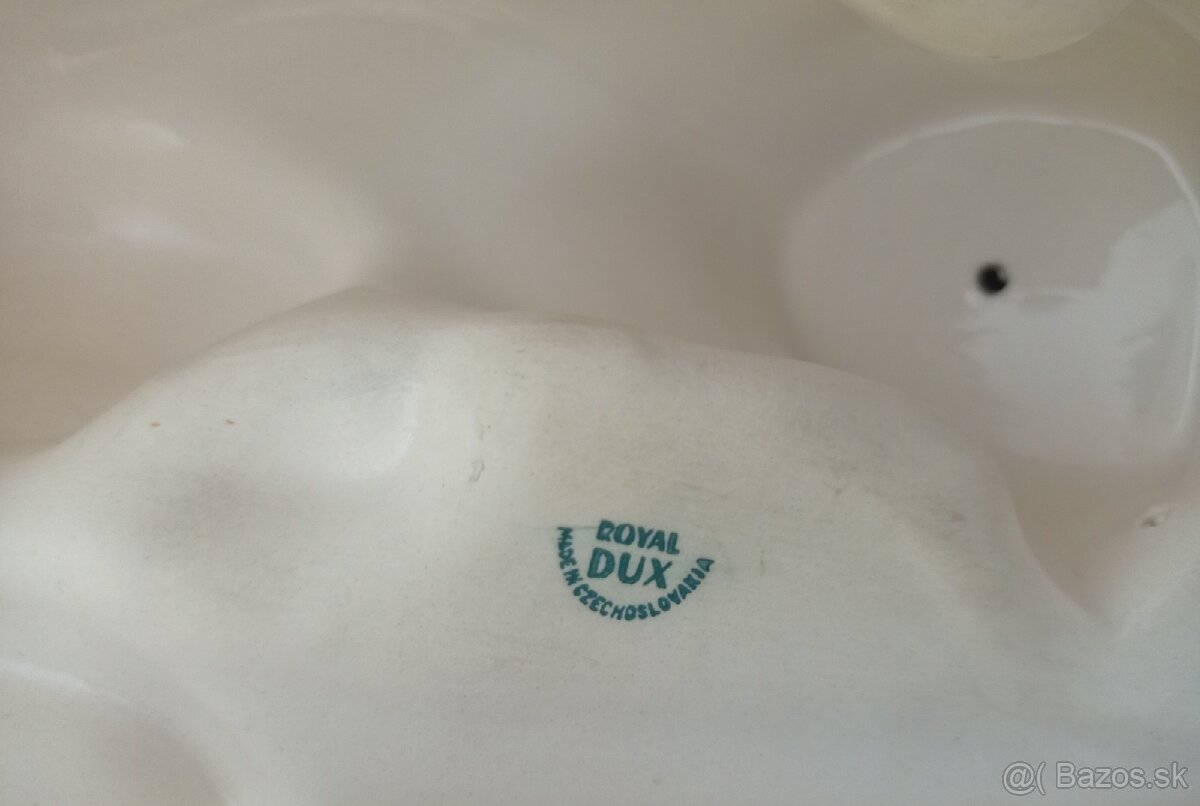 ROYAL
DUX
MADE IN CZECHOSLOVAKIA
@( Bazos.sk